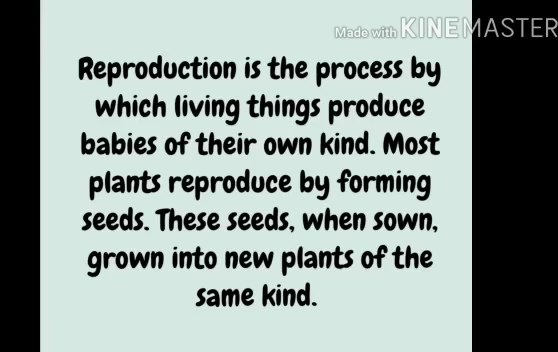 Made with KINEMASTER
Reproduction is the process by
which living things produce
babies of their own kind. Most
plants reproduce by forming
seeds. These seeds, when sown,
grown into new plants of the
same kind.